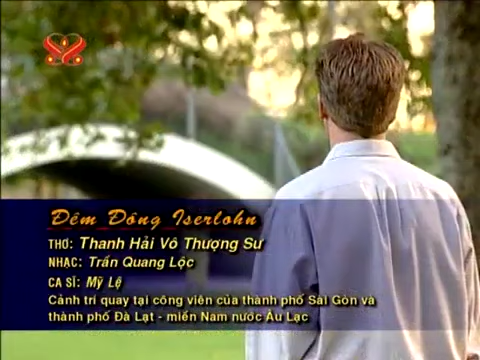 Đêm Đông Iserlohn
THƠ: Thanh Hải Vô Thượng Sư
NHẠC: Trần Quang Lộc
CA SĨ: Mỹ Lệ
Cảnh trí quay tại công viên của thành phố Sài Gòn và
thành phố Đà Lạt - miền Nam nước Âu Lạc